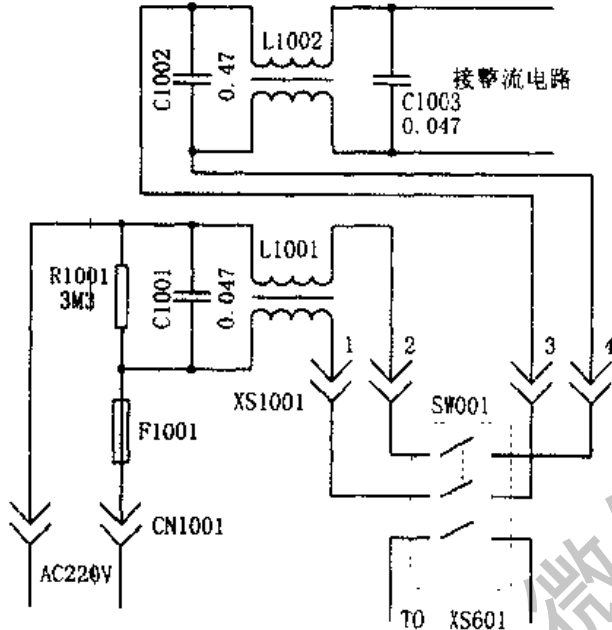 L1002
C1002
0.47
接整流电路
C1003
0.047
L1001
R1001
3M3
C1001
0.047
1
2
3
4
XS1001
SW001
F1001
CN1001
AC220V
TO XS601